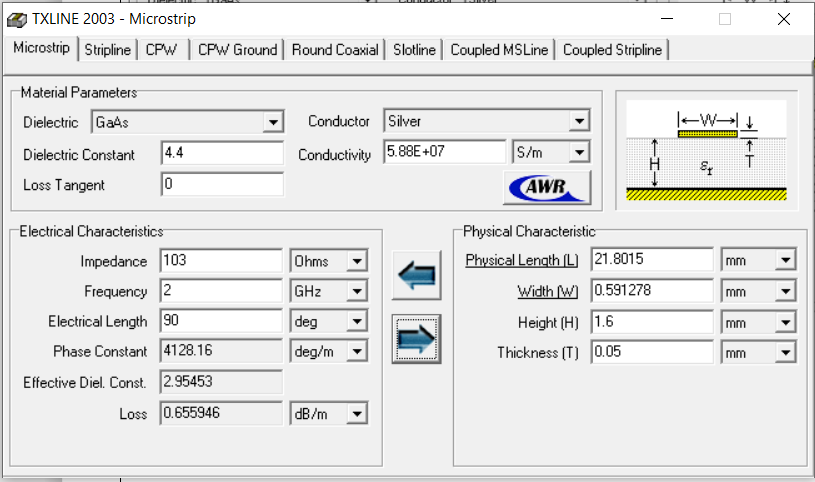 TXLINE 2003 - Microstrip
Microstrip Stripline CPW CPW Ground Round Coaxial Slotline Coupled MSLine Coupled Stripline
Material Parameters
Dielectric GaAs Conductor Silver
Dielectric Constant 4.4 Conductivity 5.88E+07 S/m
Loss Tangent 0
AWR
W
H
εr
T
Electrical Characteristics
Impedance 103 Ohms
Frequency 2 GHz
Electrical Length 90 deg
Phase Constant 4128.16 deg/m
Effective Diel. Const. 2.95453
Loss 0.655946 dB/m
Physical Characteristic
Physical Length (L) 21.8015 mm
Width (W) 0.591278 mm
Height (H) 1.6 mm
Thickness (T) 0.05 mm